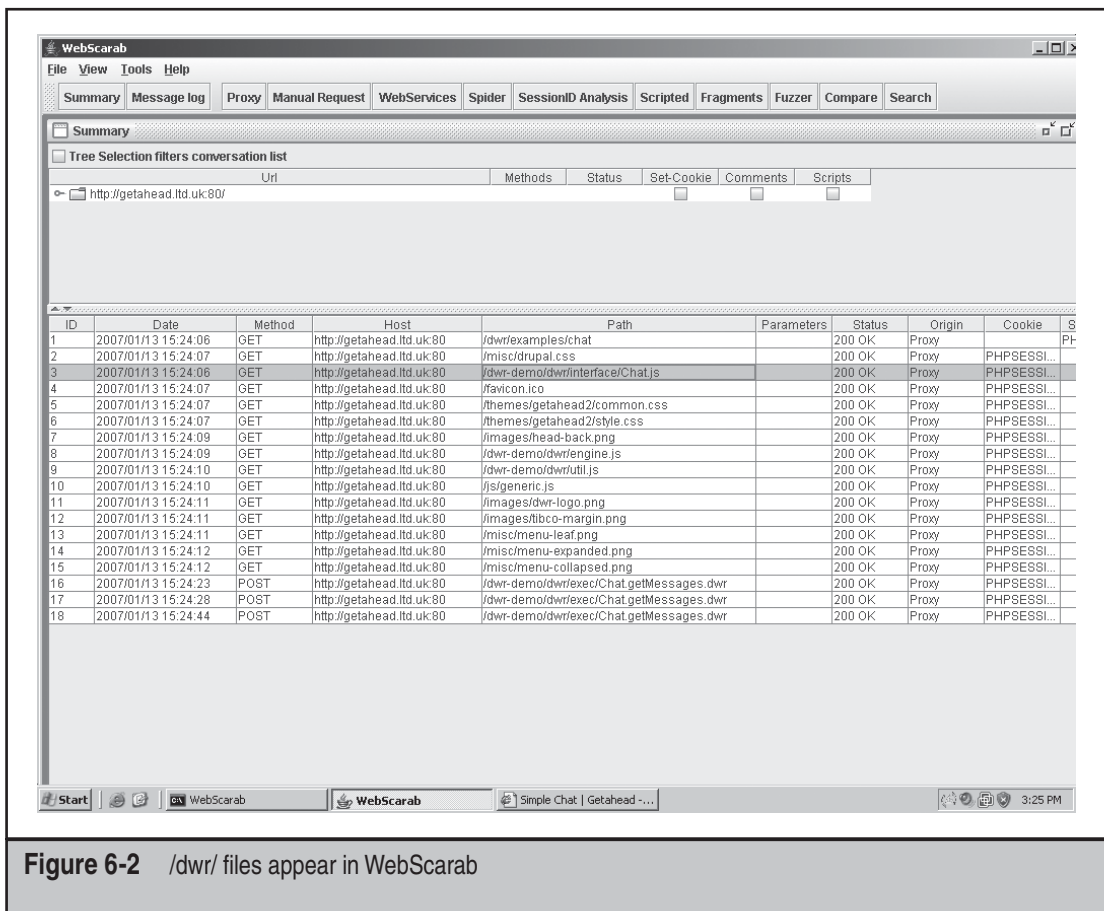 WebScarab
File View Tools Help
Summary Message log Proxy Manual Request WebServices Spider SessionID Analysis Scripted Fragments Fuzzer Compare Search
Summary
Tree Selection filters conversation list
Url Methods Status Set-Cookie Comments Scripts
http://getahead.ltd.uk:80/
ID Date Method Host Path Parameters Status Origin Cookie S
1 2007/01/13 15:24:06 GET http://getahead.ltd.uk:80 /dwr/examples/chat 200 OK Proxy PH
2 2007/01/13 15:24:07 GET http://getahead.ltd.uk:80 /misc/drupal.css 200 OK Proxy PHPSESSI...
3 2007/01/13 15:24:06 GET http://getahead.ltd.uk:80 /dwr-demo/dwr/interface/Chat.js 200 OK Proxy PHPSESSI...
4 2007/01/13 15:24:07 GET http://getahead.ltd.uk:80 /favicon.ico 200 OK Proxy PHPSESSI...
5 2007/01/13 15:24:07 GET http://getahead.ltd.uk:80 /themes/getahead2/common.css 200 OK Proxy PHPSESSI...
6 2007/01/13 15:24:07 GET http://getahead.ltd.uk:80 /themes/getahead2/style.css 200 OK Proxy PHPSESSI...
7 2007/01/13 15:24:09 GET http://getahead.ltd.uk:80 /images/head-back.png 200 OK Proxy PHPSESSI...
8 2007/01/13 15:24:09 GET http://getahead.ltd.uk:80 /dwr-demo/dwr/engine.js 200 OK Proxy PHPSESSI...
9 2007/01/13 15:24:10 GET http://getahead.ltd.uk:80 /dwr-demo/dwr/util.js 200 OK Proxy PHPSESSI...
10 2007/01/13 15:24:10 GET http://getahead.ltd.uk:80 /js/generic.js 200 OK Proxy PHPSESSI...
11 2007/01/13 15:24:11 GET http://getahead.ltd.uk:80 /images/dwr-logo.png 200 OK Proxy PHPSESSI...
12 2007/01/13 15:24:11 GET http://getahead.ltd.uk:80 /images/tibco-margin.png 200 OK Proxy PHPSESSI...
13 2007/01/13 15:24:11 GET http://getahead.ltd.uk:80 /misc/menu-leaf.png 200 OK Proxy PHPSESSI...
14 2007/01/13 15:24:12 GET http://getahead.ltd.uk:80 /misc/menu-expanded.png 200 OK Proxy PHPSESSI...
15 2007/01/13 15:24:12 GET http://getahead.ltd.uk:80 /misc/menu-collapsed.png 200 OK Proxy PHPSESSI...
16 2007/01/13 15:24:23 POST http://getahead.ltd.uk:80 /dwr-demo/dwr/exec/Chat.getMessages.dwr 200 OK Proxy PHPSESSI...
17 2007/01/13 15:24:28 POST http://getahead.ltd.uk:80 /dwr-demo/dwr/exec/Chat.getMessages.dwr 200 OK Proxy PHPSESSI...
18 2007/01/13 15:24:44 POST http://getahead.ltd.uk:80 /dwr-demo/dwr/exec/Chat.getMessages.dwr 200 OK Proxy PHPSESSI...
Start WebScarab WebScarab Simple Chat | Getahead -... 3:25 PM
Figure 6-2 /dwr/ files appear in WebScarab